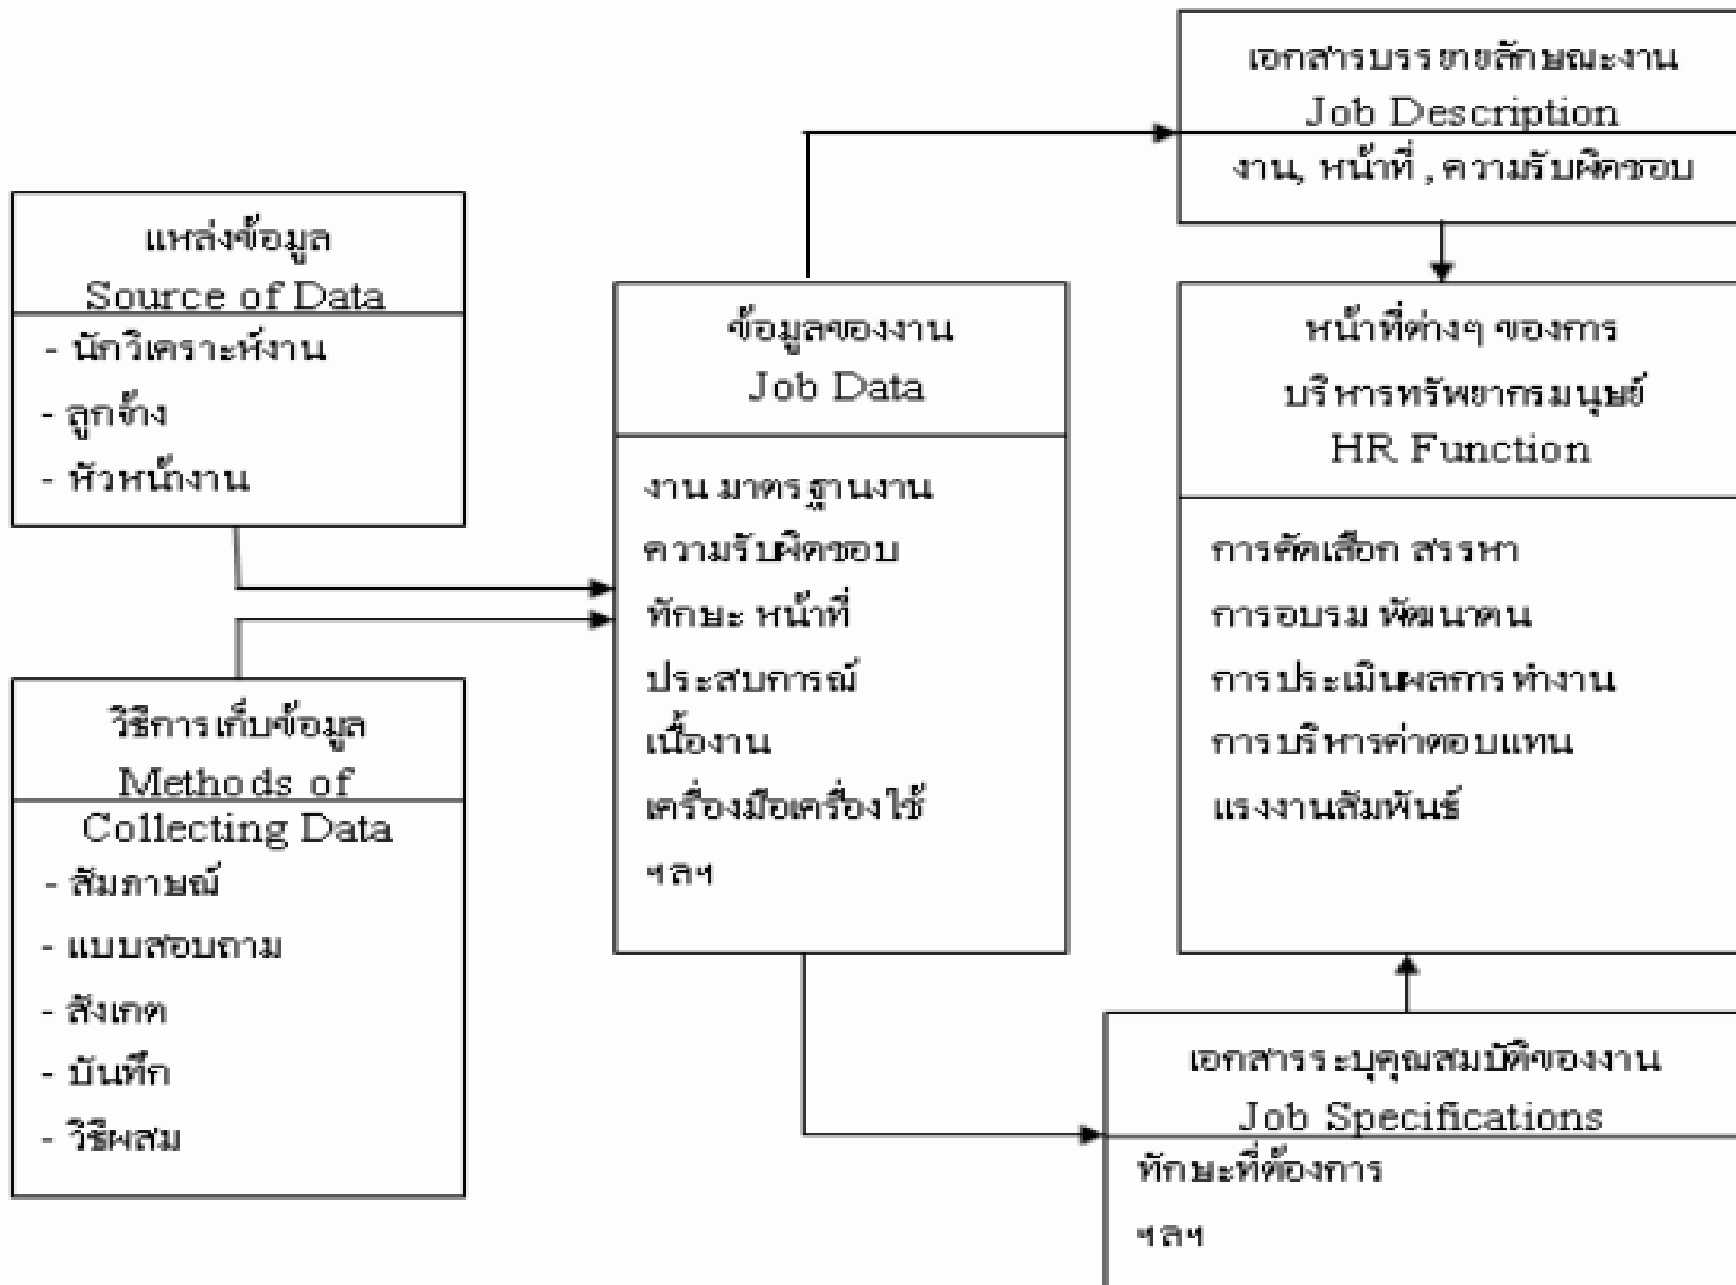 แหล่งข้อมูล
Source of Data
- นักวิเคราะห์งาน
- ลูกจ้าง
- หัวหน้างาน
วิธีการเก็บข้อมูล
Methods of
Collecting Data
- สัมภาษณ์
- แบบสอบถาม
- สังเกต
- บันทึก
- วิธีผสม
ข้อมูลของงาน
Job Data
งาน มาตรฐานงาน
ความรับผิดชอบ
ทักษะ หน้าที่
ประสบการณ์
เนื้องาน
เครื่องมือเครื่องใช้
ฯลฯ
เอกสารบรรยายลักษณะงาน
Job Description
งาน, หน้าที่ , ความรับผิดชอบ
หน้าที่ต่างๆ ของการ
บริหารทรัพยากรมนุษย์
HR Function
การคัดเลือก สรรหา
การอบรม พัฒนาคน
การประเมินผลการทำงาน
การบริหารค่าตอบแทน
แรงงานสัมพันธ์
เอกสารระบุคุณสมบัติของงาน
Job Specifications
ทักษะที่ต้องการ
ฯลฯ